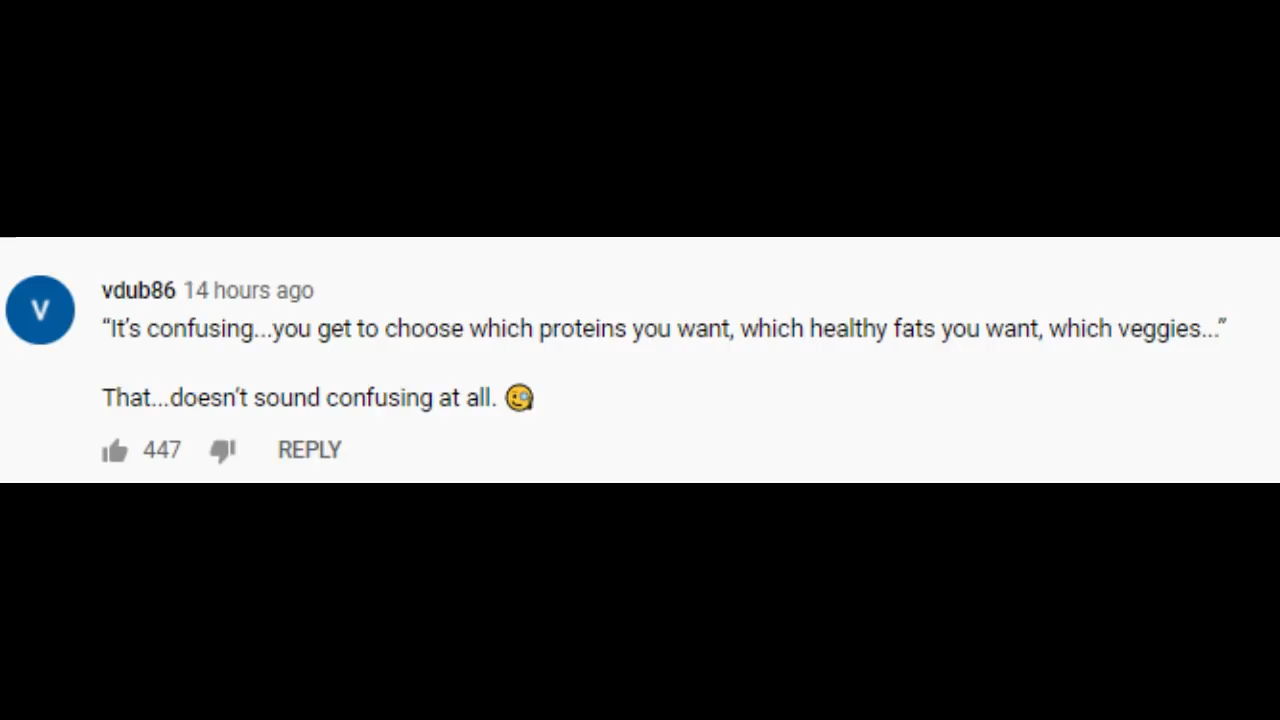 V
vdub86 14 hours ago
“It’s confusing...you get to choose which proteins you want, which healthy fats you want, which veggies...”
That...doesn’t sound confusing at all. 🧐
447 REPLY